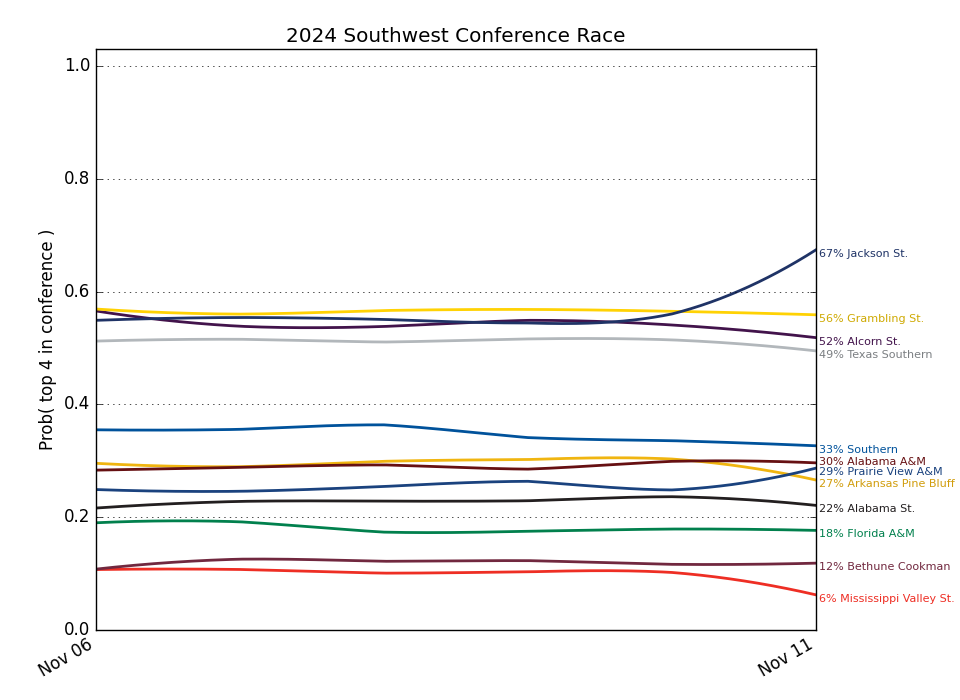 2024 Southwest Conference Race
Prob( top 4 in conference )
1.0
0.8
0.6
0.4
0.2
0.0
Nov 06
Nov 11
67% Jackson St.
56% Grambling St.
52% Alcorn St.
49% Texas Southern
33% Southern
30% Alabama A&M
29% Prairie View A&M
27% Arkansas Pine Bluff
22% Alabama St.
18% Florida A&M
12% Bethune Cookman
6% Mississippi Valley St.